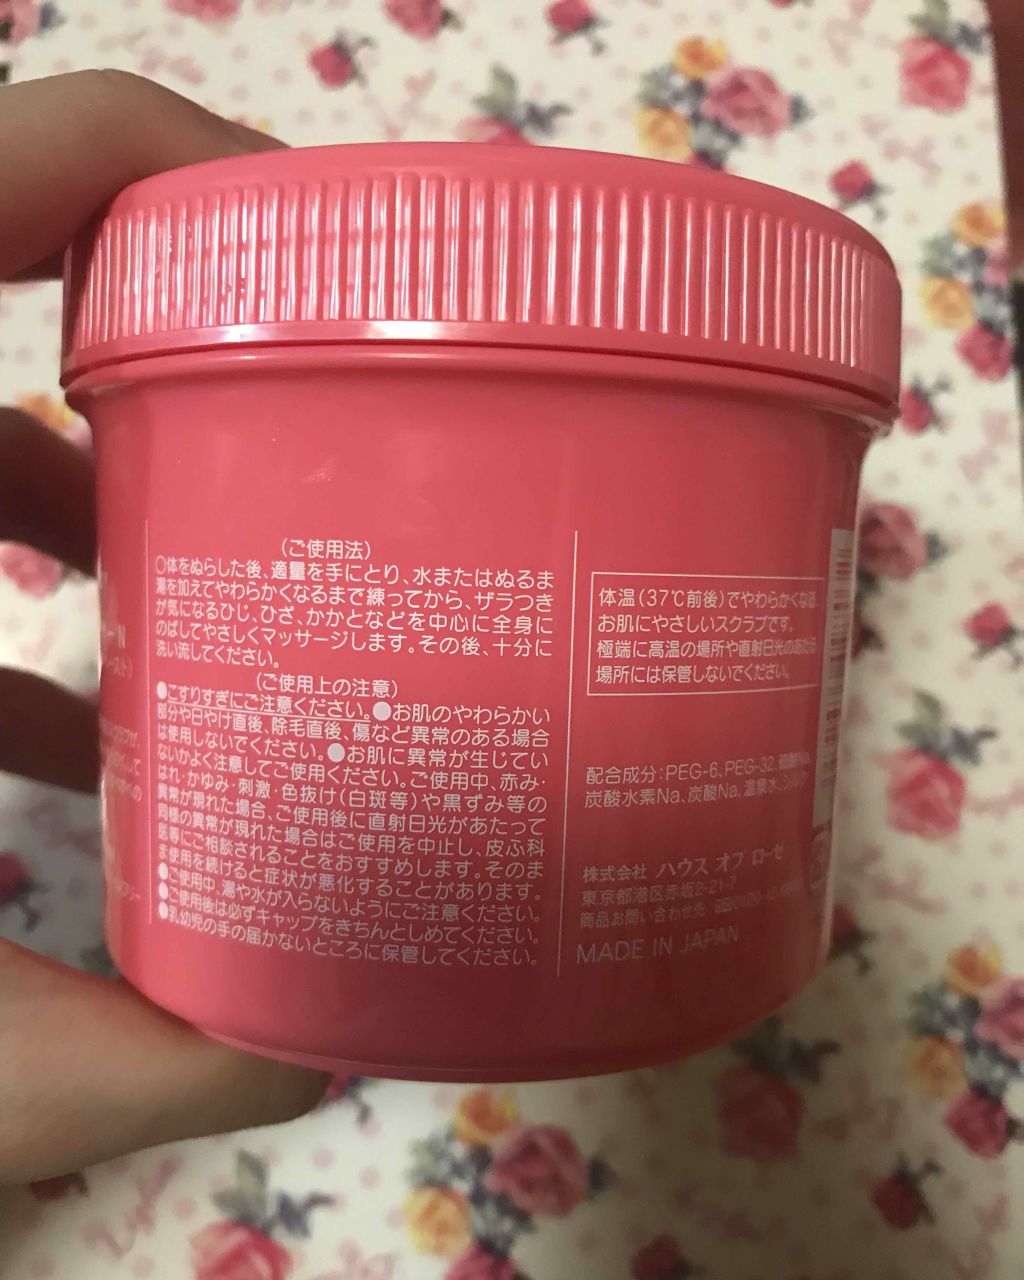 (ご使用法)
○体をぬらした後、適量を手にとり、水またはぬるま
湯を加えてやわらかくなるまで練ってから、ザラつき
が気になるひじ、ひざ、かかとなどを中心に全身に
のばしてやさしくマッサージします。その後、十分に
洗い流してください。
(ご使用上の注意)
●こすりすぎにご注意ください。●お肌のやわらかい
部分や日やけ直後、除毛直後、傷など異常のある場合
は使用しないでください。●お肌に異常が生じてい
ないかよく注意してご使用ください。ご使用中、赤み・
はれ・かゆみ・刺激・色抜け(白斑等)や黒ずみ等の
異常が現れた場合、ご使用後に直射日光があたって
同様の異常が現れた場合はご使用を中止し、皮ふ科
医等にご相談されることをおすすめします。そのま
ま使用を続けると症状が悪化することがあります。
●ご使用中、湯や水が入らないようにご注意ください。
●ご使用後は必ずキャップをきちんとしめてください。
●乳幼児の手の届かないところに保管してください。
体温(37℃前後)でやわらかくなる、
お肌にやさしいスクラブです。
極端に高温の場所や直射日光のあたる
場所には保管しないでください。
配合成分:PEG-6、PEG-32、硫酸Na、
炭酸水素Na、炭酸Na、温泉水、シルク
株式会社 ハウス オブ ローゼ
東京都港区赤坂2-21-7
商品お問い合わせ先 0120-12-
MADE IN JAPAN